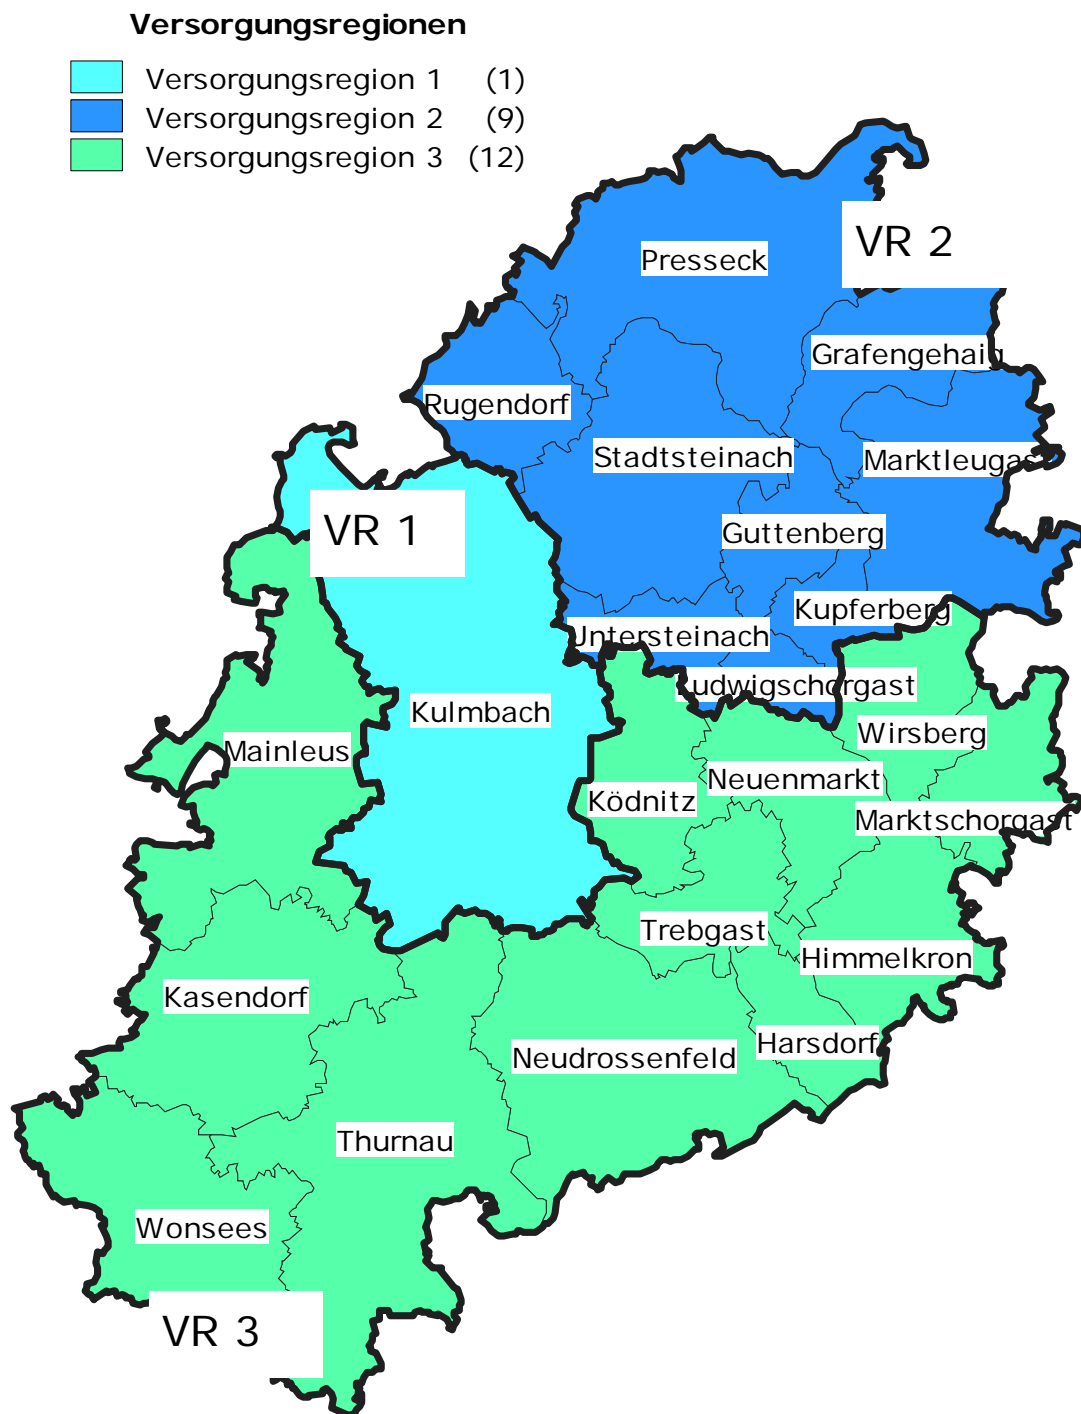 Versorgungsregionen
Versorgungsregion 1 (1)
Versorgungsregion 2 (9)
Versorgungsregion 3 (12)
VR 2
Presseck
Grafengehaig
Rugendorf
Stadtsteinach
Marktleugast
VR 1
Guttenberg
Kupferberg
Untersteinach
Ludwigschorgast
Kulmbach
Wirsberg
Mainleus
Neuenmarkt
Ködnitz
Marktschorgast
Trebgast
Himmelkron
Kasendorf
Harsdorf
Neudrossenfeld
Thurnau
Wonsees
VR 3